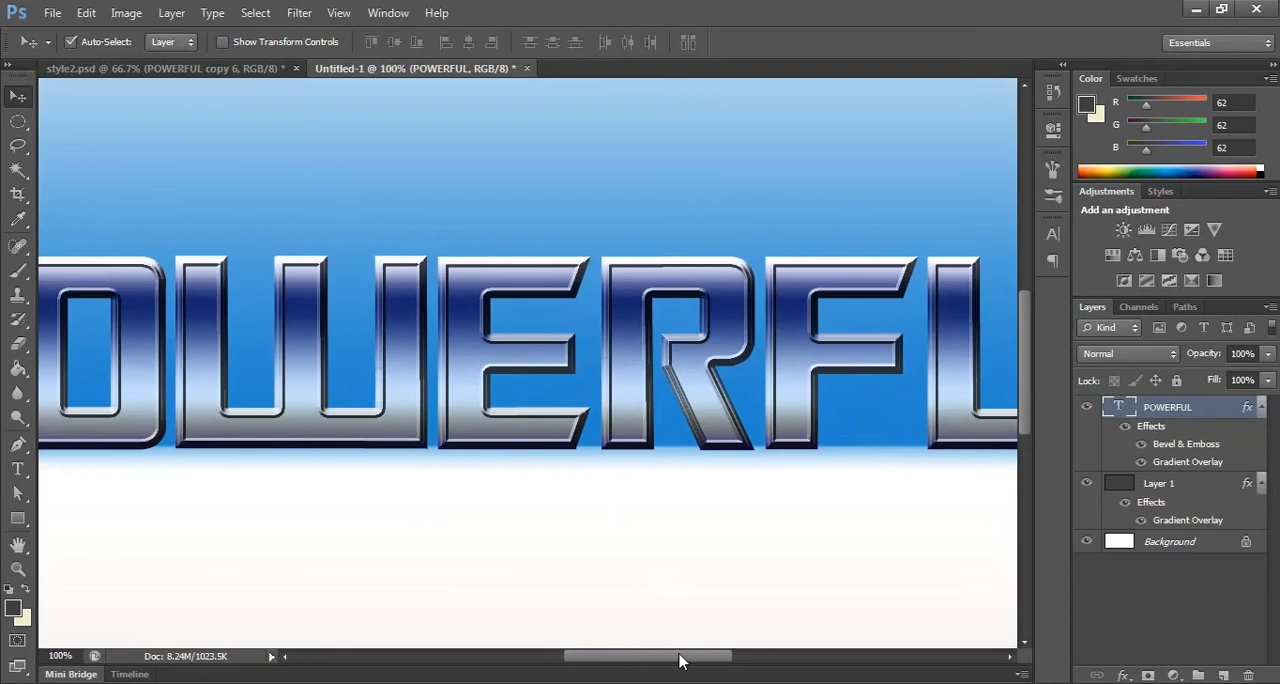 Ps File Edit Image Layer Type Select Filter View Window Help
Auto-Select: Layer Show Transform Controls Essentials
style2.psd @ 66.7% (POWERFUL copy 6, RGB/8) * × Untitled-1 @ 100% (POWERFUL, RGB/8) * ×
Color Swatches
R 62
G 62
B 62
Adjustments Styles
Add an adjustment
OWERFL
Layers Channels Paths
Kind
Normal Opacity: 100%
Lock: Fill: 100%
POWERFUL fx
Effects
Bevel & Emboss
Gradient Overlay
Layer 1 fx
Effects
Gradient Overlay
Background
100% Doc: 8.24M/1023.5K
Mini Bridge Timeline